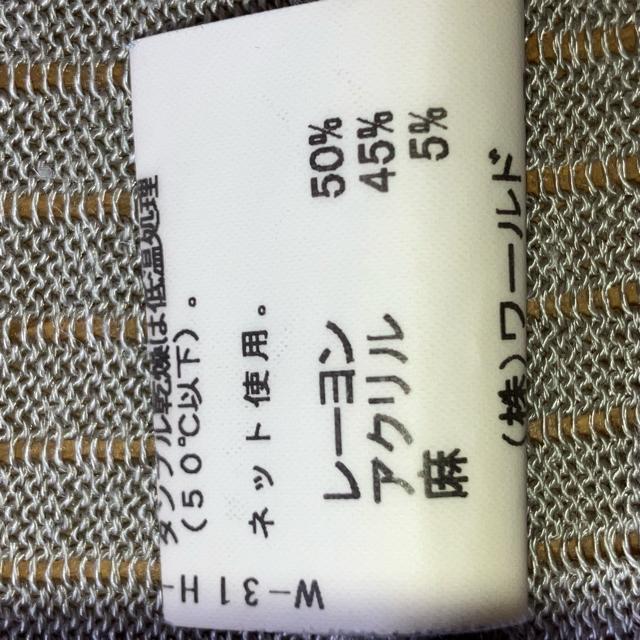 タンブル乾燥は低温処理
(50℃以下)。
ネット使用。
レーヨン 50%
アクリル 45%
麻 5%
(株)ワールド
W-31H-